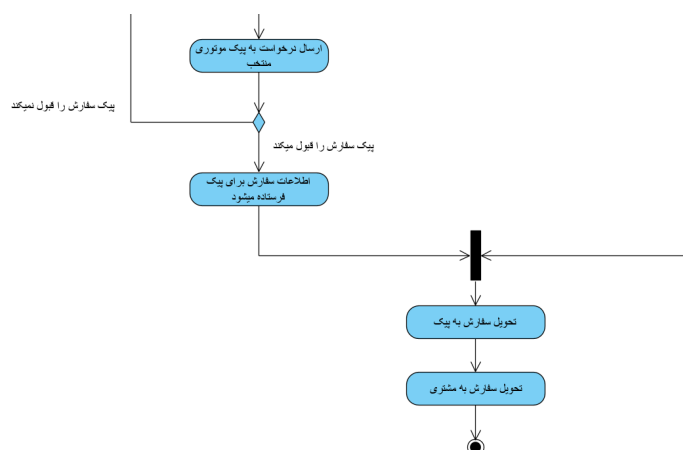 ارسال درخواست به پیک موتوری
منتخب
پیک سفارش را قبول نمیکند
پیک سفارش را قبول میکند
اطلاعات سفارش برای پیک
فرستاده میشود
تحویل سفارش به پیک
تحویل سفارش به مشتری